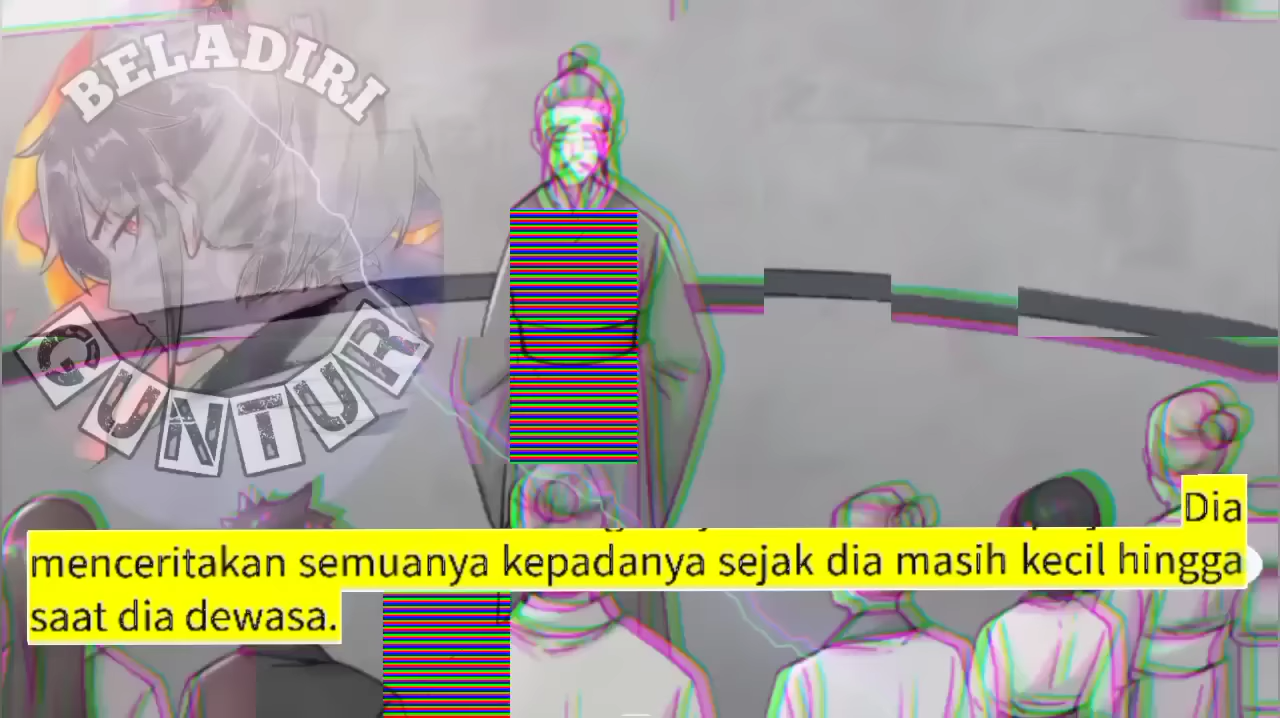 BELADIRI
GUNTUR
Dia
menceritakan semuanya kepadanya sejak dia masih kecil hingga
saat dia dewasa.